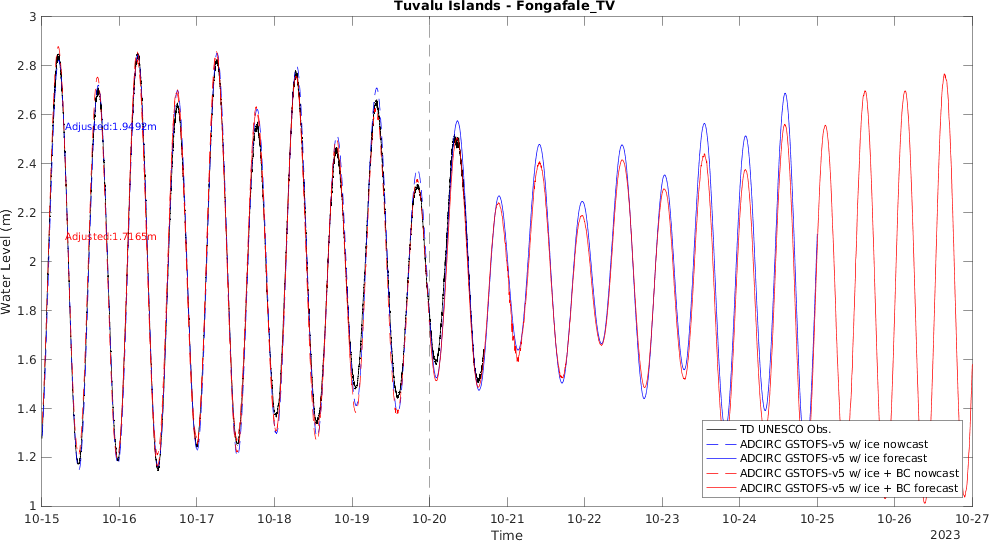 Tuvalu Islands - Fongafale_TV
3
2.8
2.6
2.4
2.2
2
1.8
1.6
1.4
1.2
1
Water Level (m)
Adjusted:1.9492m
Adjusted:1.7165m
TD UNESCO Obs.
ADCIRC GSTOFS-v5 w/ ice nowcast
ADCIRC GSTOFS-v5 w/ ice forecast
ADCIRC GSTOFS-v5 w/ ice + BC nowcast
ADCIRC GSTOFS-v5 w/ ice + BC forecast
10-15 10-16 10-17 10-18 10-19 10-20 10-21 10-22 10-23 10-24 10-25 10-26 10-27
Time
2023